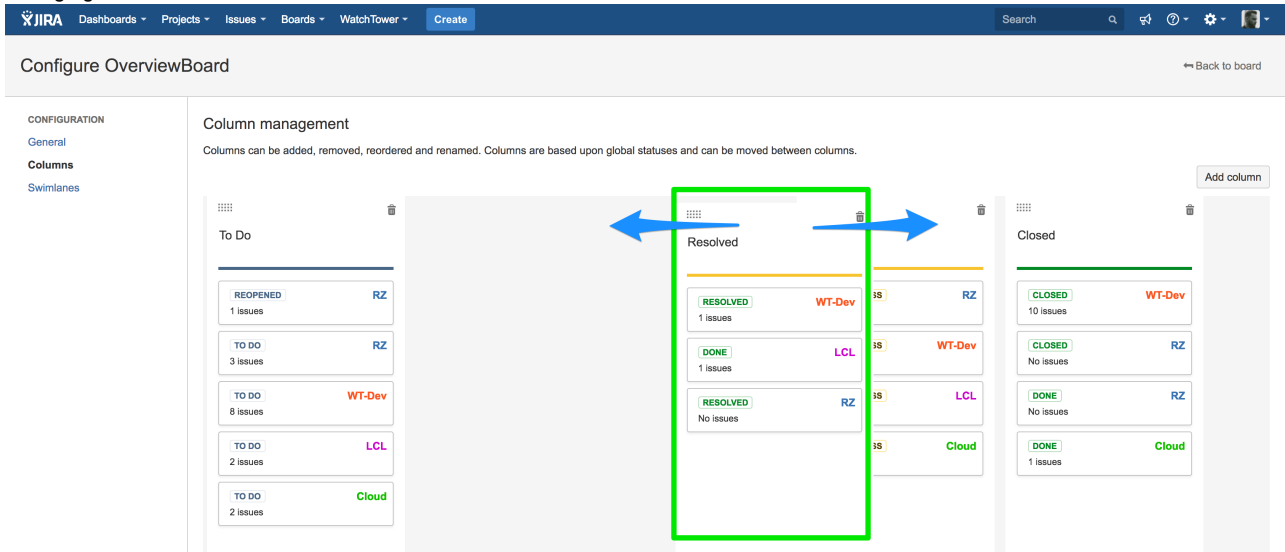 JIRA Dashboards Projects Issues Boards WatchTower Create Search
Configure OverviewBoard
Back to board
CONFIGURATION
General
Columns
Swimlanes
Column management
Columns can be added, removed, reordered and renamed. Columns are based upon global statuses and can be moved between columns.
Add column
To Do
REOPENED RZ
1 issues
TO DO RZ
3 issues
TO DO WT-Dev
8 issues
TO DO LCL
2 issues
TO DO Cloud
2 issues
Resolved
RESOLVED WT-Dev
1 issues
DONE LCL
1 issues
RESOLVED RZ
No issues
SS RZ
SS WT-Dev
SS LCL
SS Cloud
Closed
CLOSED WT-Dev
10 issues
CLOSED RZ
No issues
DONE RZ
No issues
DONE Cloud
1 issues